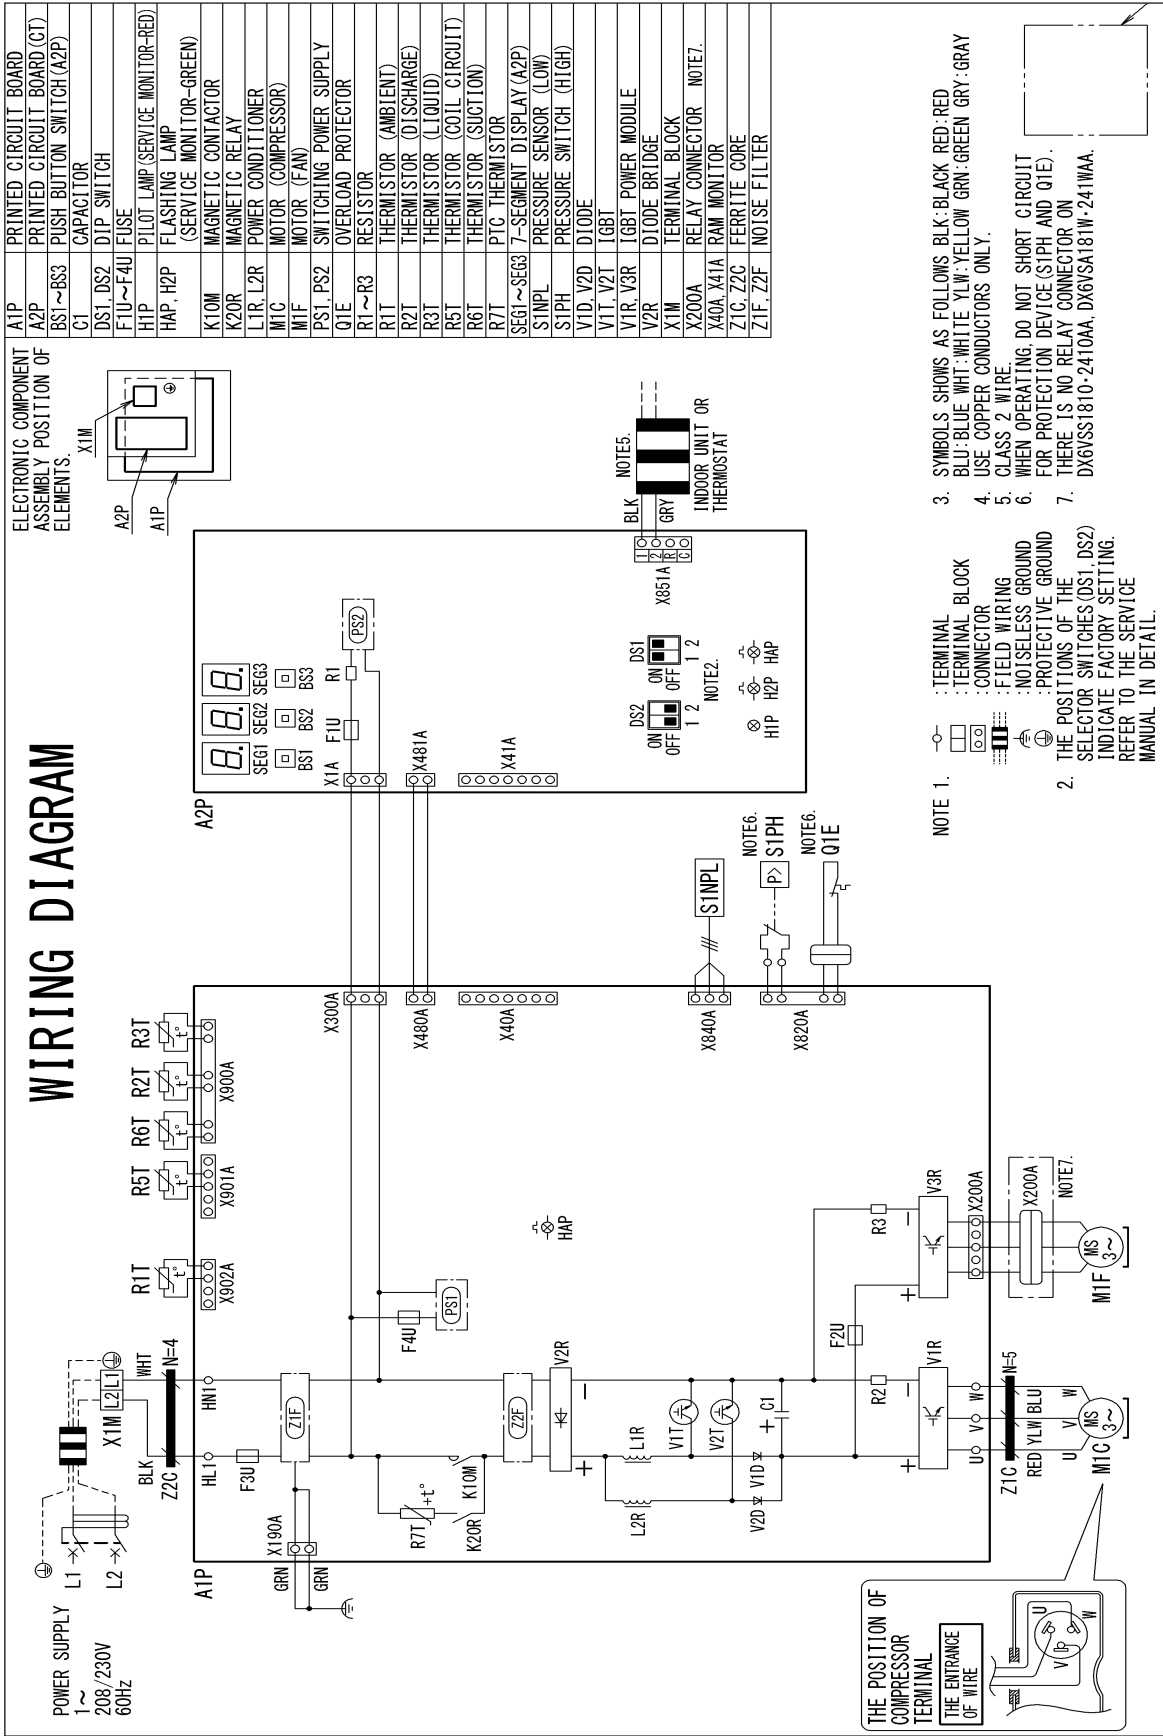 WIRING DIAGRAM
POWER SUPPLY
1~
208/230V
60Hz
L1
L2
X1M
L2 L1
BLK
WHT
Z2C
N=4
HL1
HN1
A1P
F3U
Z1F
X190A
GRN
GRN
R7T
+t°
K10M
K20R
Z2F
V2R
+
−
L1R
L2R
V1T
V2T
V1D
V2D
C1
+
R2
R3
F2U
V1R
+
−
V3R
+
−
F4U
PS1
HAP
U
V
W
Z1C
N=5
RED
YLW
BLU
U
V
W
MS
3~
M1C
X200A
X200A
NOTE7.
MS
3~
M1F
R1T
t°
R5T
t°
R6T
t°
R2T
t°
R3T
t°
X902A
X901A
X900A
X300A
X480A
X40A
X840A
X820A
S1NPL
NOTE6.
P>
S1PH
NOTE6.
Q1E
A2P
SEG1
SEG2
SEG3
BS1
BS2
BS3
X1A
F1U
R1
PS2
X481A
X41A
DS2
ON
OFF
1 2
DS1
ON
OFF
1 2
NOTE2.
H1P
H2P
HAP
X851A
1
2
R
C
BLK
GRY
NOTE5.
INDOOR UNIT OR
THERMOSTAT
ELECTRONIC COMPONENT
ASSEMBLY POSITION OF
ELEMENTS.
A2P
X1M
A1P
A1P PRINTED CIRCUIT BOARD
A2P PRINTED CIRCUIT BOARD(CT)
BS1~BS3 PUSH BUTTON SWITCH(A2P)
C1 CAPACITOR
DS1, DS2 DIP SWITCH
F1U~F4U FUSE
H1P PILOT LAMP(SERVICE MONITOR-RED)
HAP, H2P FLASHING LAMP
(SERVICE MONITOR-GREEN)
K10M MAGNETIC CONTACTOR
K20R MAGNETIC RELAY
L1R, L2R POWER CONDITIONER
M1C MOTOR (COMPRESSOR)
M1F MOTOR (FAN)
PS1, PS2 SWITCHING POWER SUPPLY
Q1E OVERLOAD PROTECTOR
R1~R3 RESISTOR
R1T THERMISTOR (AMBIENT)
R2T THERMISTOR (DISCHARGE)
R3T THERMISTOR (LIQUID)
R5T THERMISTOR (COIL CIRCUIT)
R6T THERMISTOR (SUCTION)
R7T PTC THERMISTOR
SEG1~SEG3 7-SEGMENT DISPLAY(A2P)
S1NPL PRESSURE SENSOR (LOW)
S1PH PRESSURE SWITCH (HIGH)
V1D, V2D DIODE
V1T, V2T IGBT
V1R, V3R IGBT POWER MODULE
V2R DIODE BRIDGE
X1M TERMINAL BLOCK
X200A RELAY CONNECTOR NOTE7.
X40A, X41A RAM MONITOR
Z1C, Z2C FERRITE CORE
Z1F, Z2F NOISE FILTER
THE POSITION OF
COMPRESSOR
TERMINAL
THE ENTRANCE
OF WIRE
U
V
W
NOTE 1.
:TERMINAL
:TERMINAL BLOCK
:CONNECTOR
:FIELD WIRING
:NOISELESS GROUND
:PROTECTIVE GROUND
2. THE POSITIONS OF THE
SELECTOR SWITCHES(DS1, DS2)
INDICATE FACTORY SETTING.
REFER TO THE SERVICE
MANUAL IN DETAIL.
3. SYMBOLS SHOWS AS FOLLOWS BLK:BLACK RED:RED
BLU:BLUE WHT:WHITE YLW:YELLOW GRN:GREEN GRY:GRAY
4. USE COPPER CONDUCTORS ONLY.
5. CLASS 2 WIRE.
6. WHEN OPERATING, DO NOT SHORT CIRCUIT
FOR PROTECTION DEVICE(S1PH AND Q1E).
7. THERE IS NO RELAY CONNECTOR ON
DX6VSS1810·2410AA, DX6VSA181W·241WAA.